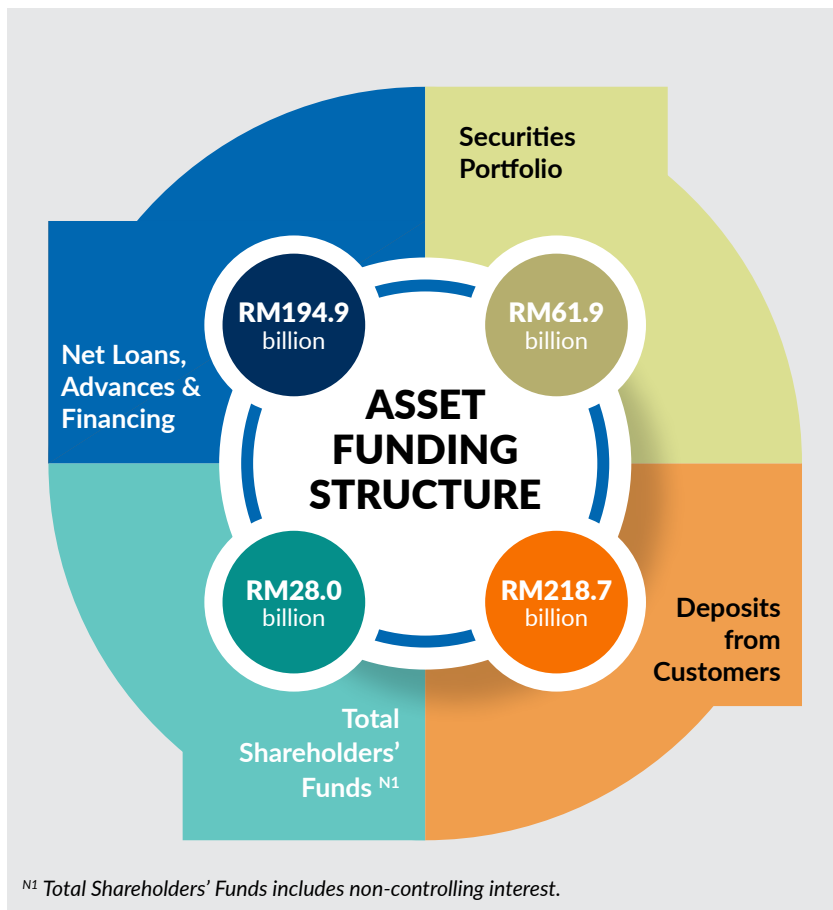 Securities
Portfolio
RM194.9
billion
RM61.9
billion
Net Loans,
Advances &
Financing
ASSET
FUNDING
STRUCTURE
RM28.0
billion
RM218.7
billion
Deposits
from
Customers
Total
Shareholders’
Funds N1
N1 Total Shareholders’ Funds includes non-controlling interest.